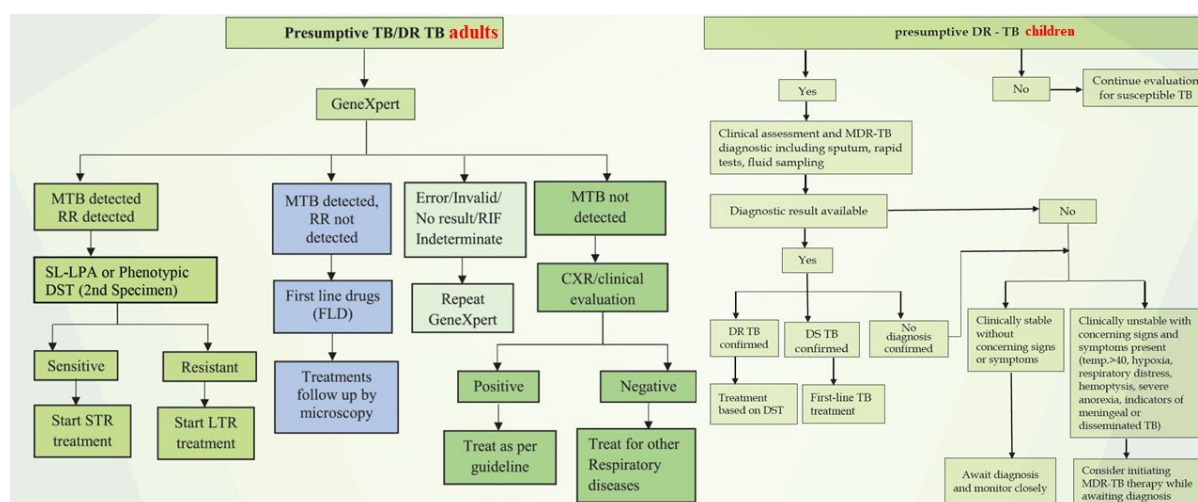 Presumptive TB/DR TB adults
GeneXpert
MTB detected
RR detected
MTB detected,
RR not
detected
Error/Invalid/
No result/RIF
Indeterminate
MTB not
detected
SL-LPA or Phenotypic
DST (2nd Specimen)
First line drugs
(FLD)
Repeat
GeneXpert
CXR/clinical
evaluation
Sensitive
Resistant
Treatments
follow up by
microscopy
Positive
Negative
Start STR
treatment
Start LTR
treatment
Treat as per
guideline
Treat for other
Respiratory
diseases
presumptive DR - TB children
Yes
No
Continue evaluation
for susceptible TB
Clinical assessment and MDR-TB
diagnostic including sputum, rapid
tests, fluid sampling
Diagnostic result available
No
Yes
DR TB
confirmed
DS TB
confirmed
No
diagnosis
confirmed
Clinically stable
without
concerning signs
or symptoms
Clinically unstable with
concerning signs and
symptoms present
(temp.>40, hypoxia,
respiratory distress,
hemoptysis, severe
anorexia, indicators of
meningeal or
disseminated TB)
Treatment
based on DST
First-line TB
treatment
Await diagnosis
and monitor closely
Consider initiating
MDR-TB therapy while
awaiting diagnosis